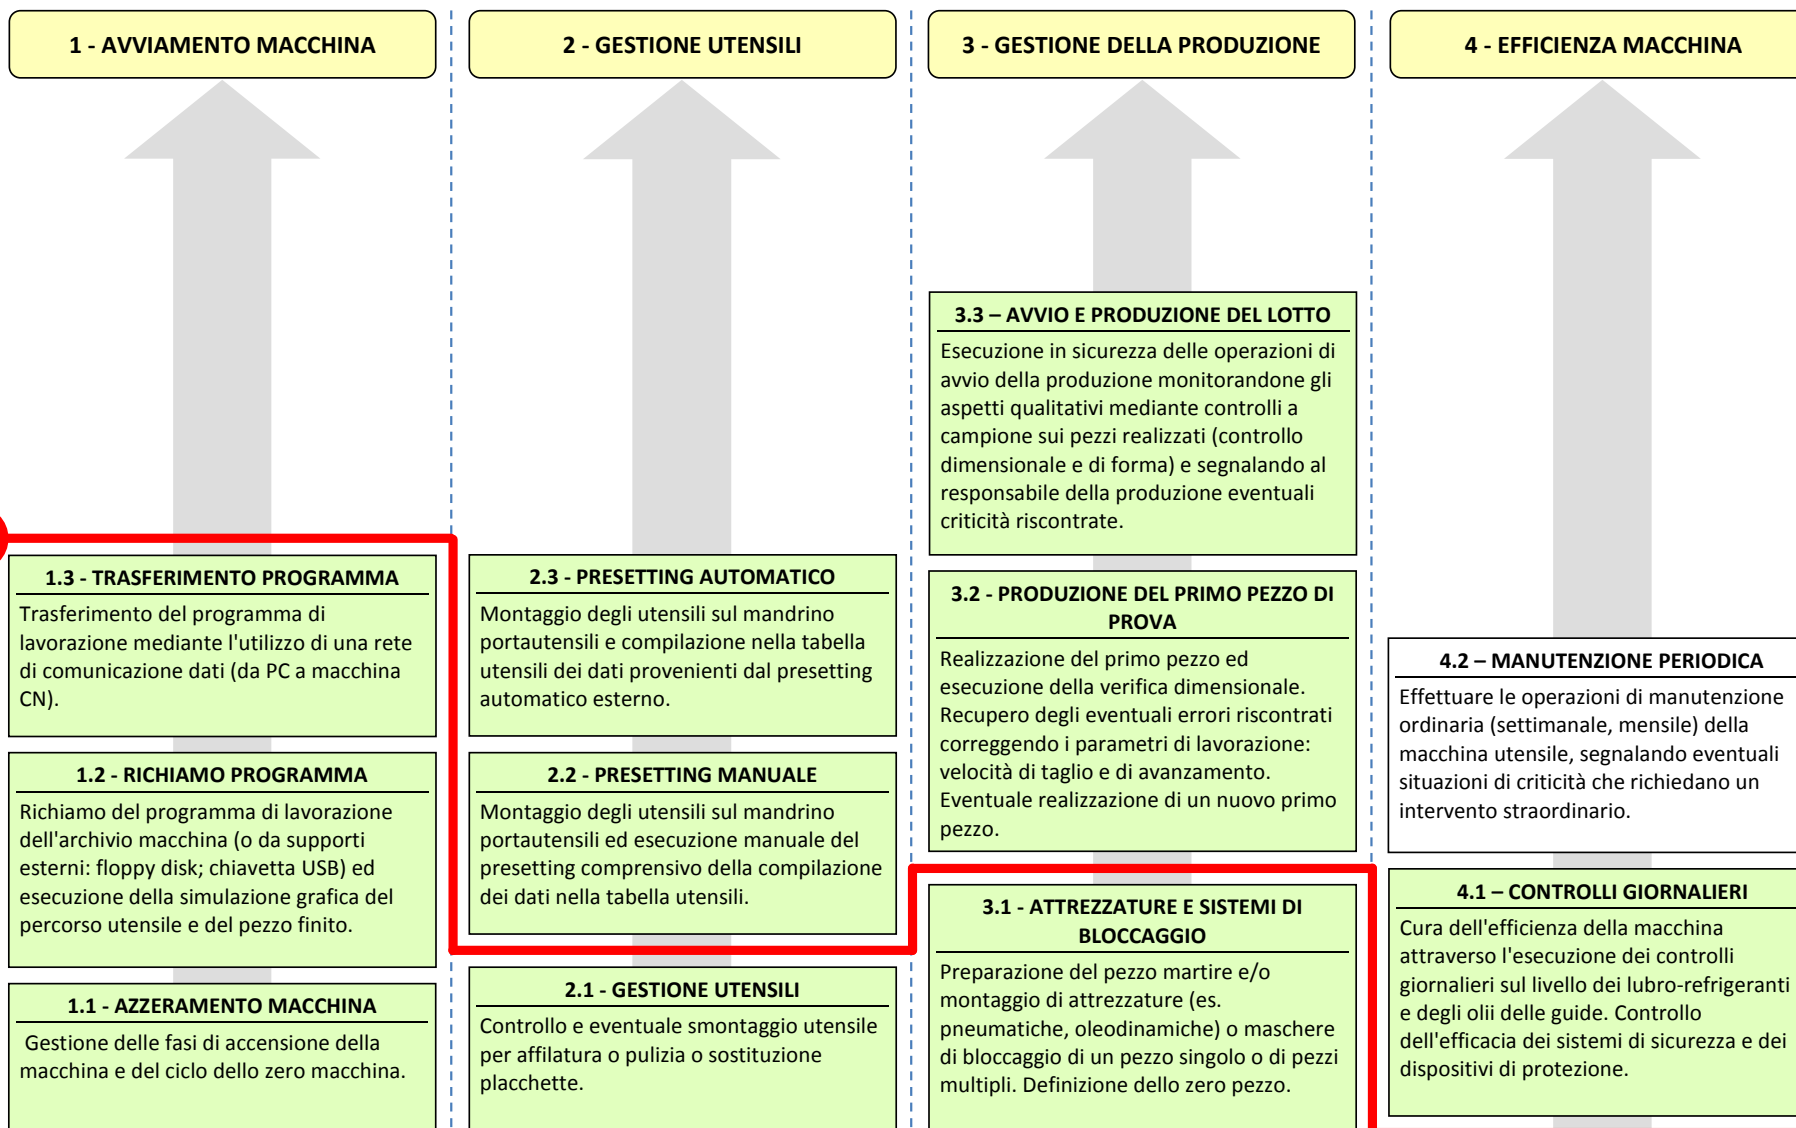 1 - AVVIAMENTO MACCHINA
2 - GESTIONE UTENSILI
3 - GESTIONE DELLA PRODUZIONE
4 - EFFICIENZA MACCHINA
1.3 - TRASFERIMENTO PROGRAMMA
Trasferimento del programma di
lavorazione mediante l'utilizzo di una rete
di comunicazione dati (da PC a macchina
CN).
1.2 - RICHIAMO PROGRAMMA
Richiamo del programma di lavorazione
dell'archivio macchina (o da supporti
esterni: floppy disk; chiavetta USB) ed
esecuzione della simulazione grafica del
percorso utensile e del pezzo finito.
1.1 - AZZERAMENTO MACCHINA
Gestione delle fasi di accensione della
macchina e del ciclo dello zero macchina.
2.3 - PRESETTING AUTOMATICO
Montaggio degli utensili sul mandrino
portautensili e compilazione nella tabella
utensili dei dati provenienti dal presetting
automatico esterno.
2.2 - PRESETTING MANUALE
Montaggio degli utensili sul mandrino
portautensili ed esecuzione manuale del
presetting comprensivo della compilazione
dei dati nella tabella utensili.
2.1 - GESTIONE UTENSILI
Controllo e eventuale smontaggio utensile
per affilatura o pulizia o sostituzione
placchette.
3.3 – AVVIO E PRODUZIONE DEL LOTTO
Esecuzione in sicurezza delle operazioni di
avvio della produzione monitorandone gli
aspetti qualitativi mediante controlli a
campione sui pezzi realizzati (controllo
dimensionale e di forma) e segnalando al
responsabile della produzione eventuali
criticità riscontrate.
3.2 - PRODUZIONE DEL PRIMO PEZZO DI
PROVA
Realizzazione del primo pezzo ed
esecuzione della verifica dimensionale.
Recupero degli eventuali errori riscontrati
correggendo i parametri di lavorazione:
velocità di taglio e di avanzamento.
Eventuale realizzazione di un nuovo primo
pezzo.
3.1 - ATTREZZATURE E SISTEMI DI
BLOCCAGGIO
Preparazione del pezzo martire e/o
montaggio di attrezzature (es.
pneumatiche, oleodinamiche) o maschere
di bloccaggio di un pezzo singolo o di pezzi
multipli. Definizione dello zero pezzo.
4.2 – MANUTENZIONE PERIODICA
Effettuare le operazioni di manutenzione
ordinaria (settimanale, mensile) della
macchina utensile, segnalando eventuali
situazioni di criticità che richiedano un
intervento straordinario.
4.1 – CONTROLLI GIORNALIERI
Cura dell'efficienza della macchina
attraverso l'esecuzione dei controlli
giornalieri sul livello dei lubro-refrigeranti
e degli olii delle guide. Controllo
dell'efficacia dei sistemi di sicurezza e dei
dispositivi di protezione.